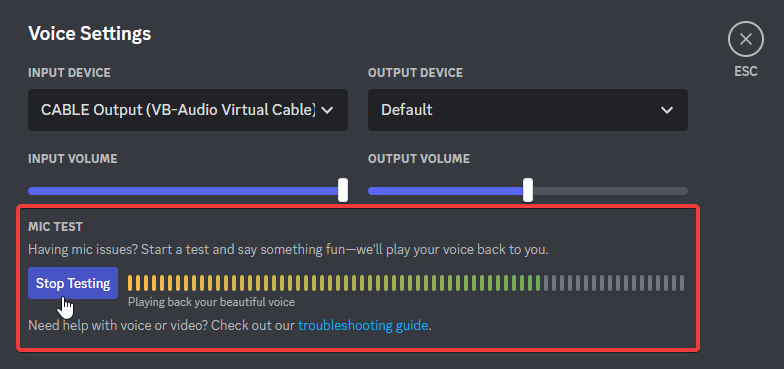 Voice Settings
ESC
INPUT DEVICE
OUTPUT DEVICE
CABLE Output (VB-Audio Virtual Cable)
Default
INPUT VOLUME
OUTPUT VOLUME
MIC TEST
Having mic issues? Start a test and say something fun—we'll play your voice back to you.
Stop Testing
Playing back your beautiful voice
Need help with voice or video? Check out our troubleshooting guide.